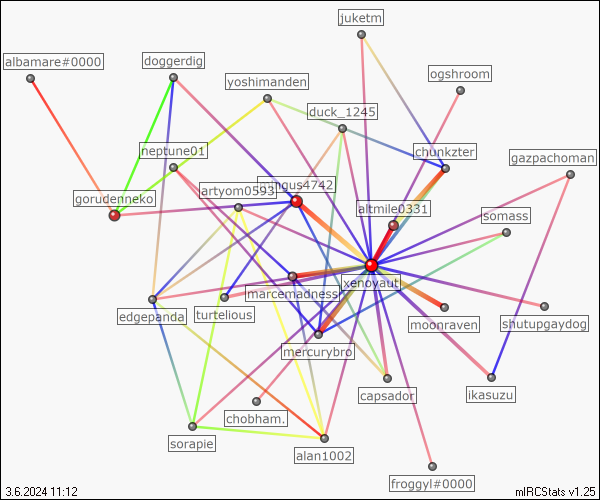 juketm
albamare#0000
doggerdig
ogshroom
yoshimanden
duck_1245
neptune01
chunkzter
gazpachoman
artyom0593
gorudenneko
altmile0331
somass
xenoyaut
marcemadness
edgepanda
turtelious
moonraven
shutupgaydog
mercurybro
capsador
ikasuzu
chobham.
sorapie
alan1002
froggyl#0000
3.6.2024 11:12
mIRCStats v1.25